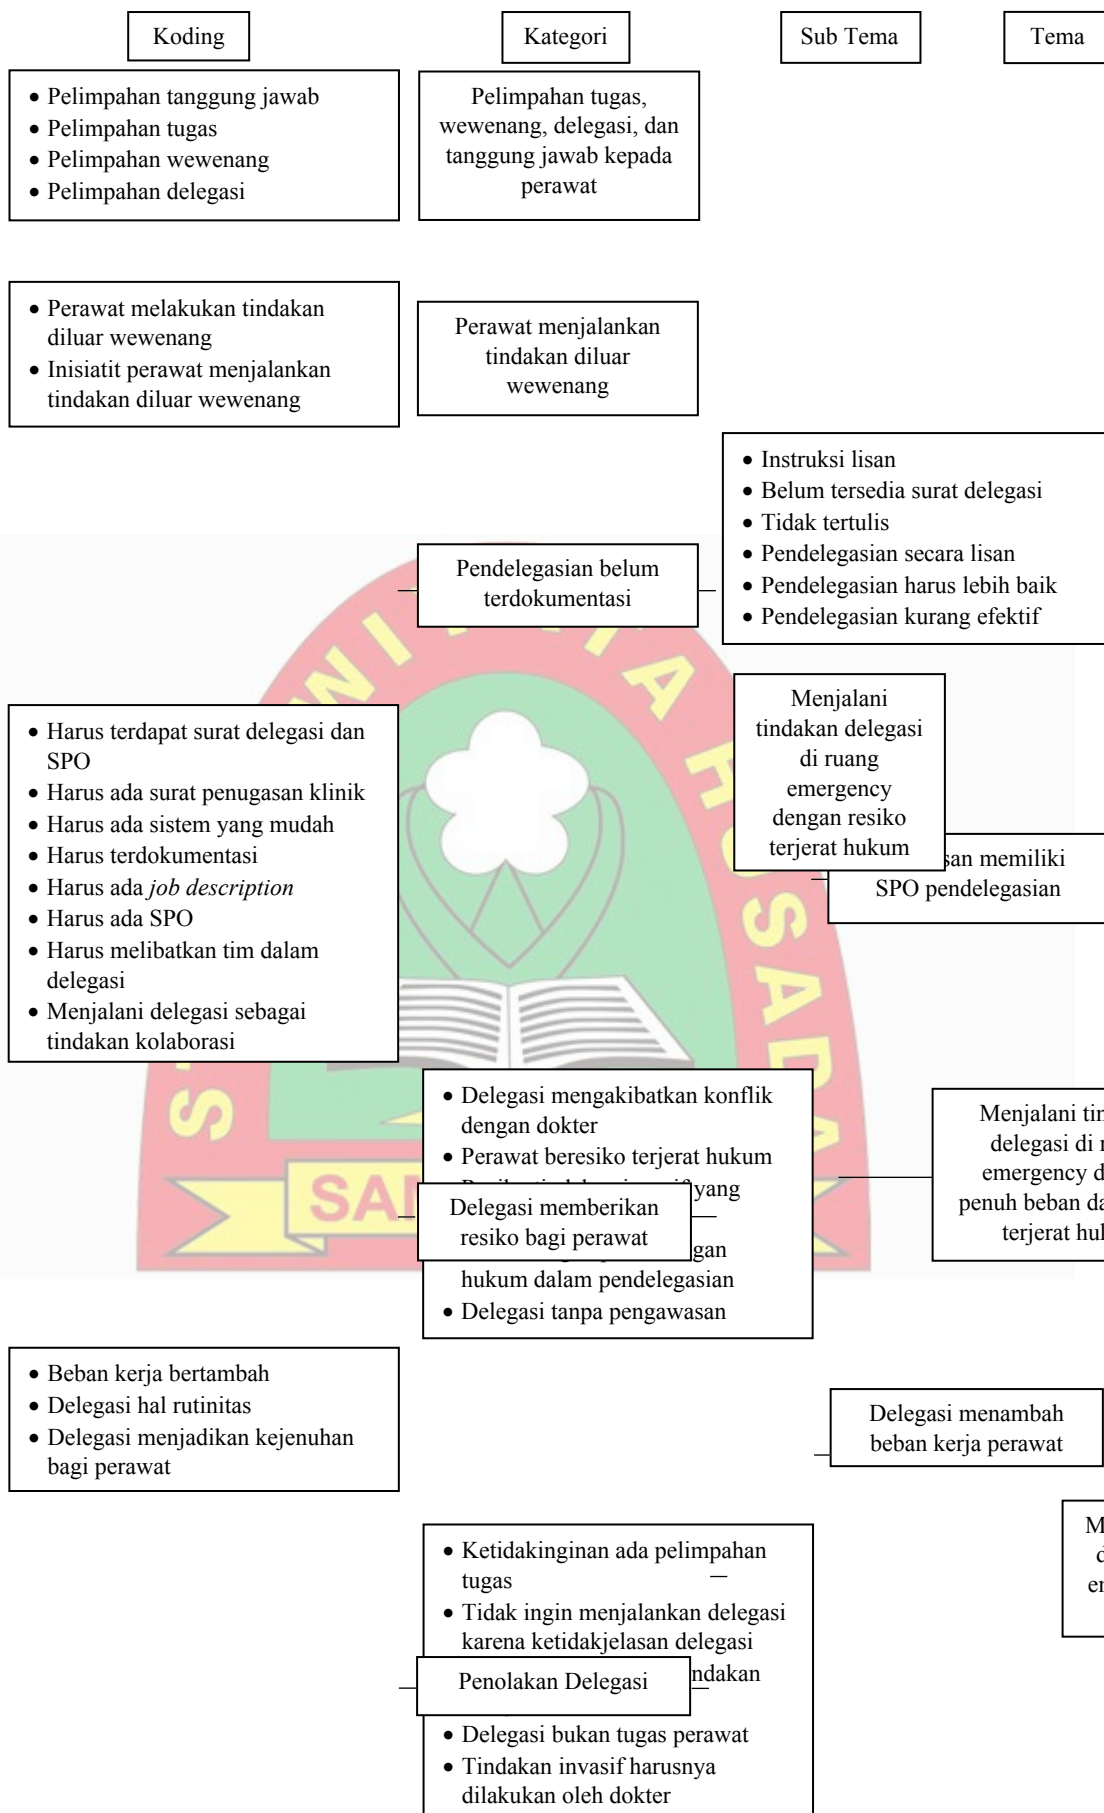 Koding
Kategori
Sub Tema
Tema
• Pelimpahan tanggung jawab
• Pelimpahan tugas
• Pelimpahan wewenang
• Pelimpahan delegasi
Pelimpahan tugas,
wewenang, delegasi, dan
tanggung jawab kepada
perawat
• Perawat melakukan tindakan
diluar wewenang
• Inisiatit perawat menjalankan
tindakan diluar wewenang
Perawat menjalankan
tindakan diluar
wewenang
• Instruksi lisan
• Belum tersedia surat delegasi
• Tidak tertulis
• Pendelegasian secara lisan
• Pendelegasian harus lebih baik
• Pendelegasian kurang efektif
Pendelegasian belum
terdokumentasi
Menjalani
tindakan delegasi
di ruang
emergency
dengan resiko
terjerat hukum
memiliki
SPO pendelegasian
• Harus terdapat surat delegasi dan
SPO
• Harus ada surat penugasan klinik
• Harus ada sistem yang mudah
• Harus terdokumentasi
• Harus ada job description
• Harus ada SPO
• Harus melibatkan tim dalam
delegasi
• Menjalani delegasi sebagai
tindakan kolaborasi
• Delegasi mengakibatkan konflik
dengan dokter
• Perawat beresiko terjerat hukum
yang
hukum dalam pendelegasian
• Delegasi tanpa pengawasan
Delegasi memberikan
resiko bagi perawat
Menjalani
delegasi di
emergency
penuh beban
terjerat
• Beban kerja bertambah
• Delegasi hal rutinitas
• Delegasi menjadikan kejenuhan
bagi perawat
Delegasi menambah
beban kerja perawat
• Ketidakinginan ada pelimpahan
tugas
• Tidak ingin menjalankan delegasi
karena ketidakjelasan delegasi
• Delegasi bukan tugas perawat
• Tindakan invasif harusnya
dilakukan oleh dokter
Penolakan Delegasi